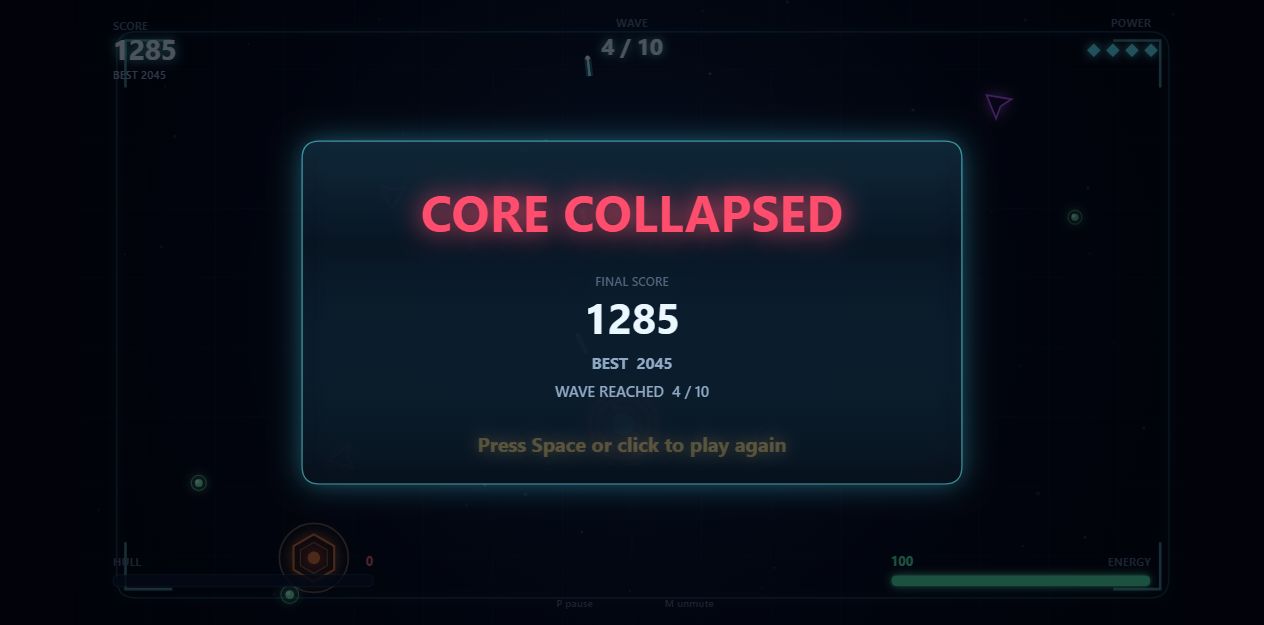 SCORE
1285
BEST 2045
WAVE
4 / 10
POWER
CORE COLLAPSED
FINAL SCORE
1285
BEST 2045
WAVE REACHED 4 / 10
Press Space or click to play again
HULL
0
100
ENERGY
P pause
M unmute